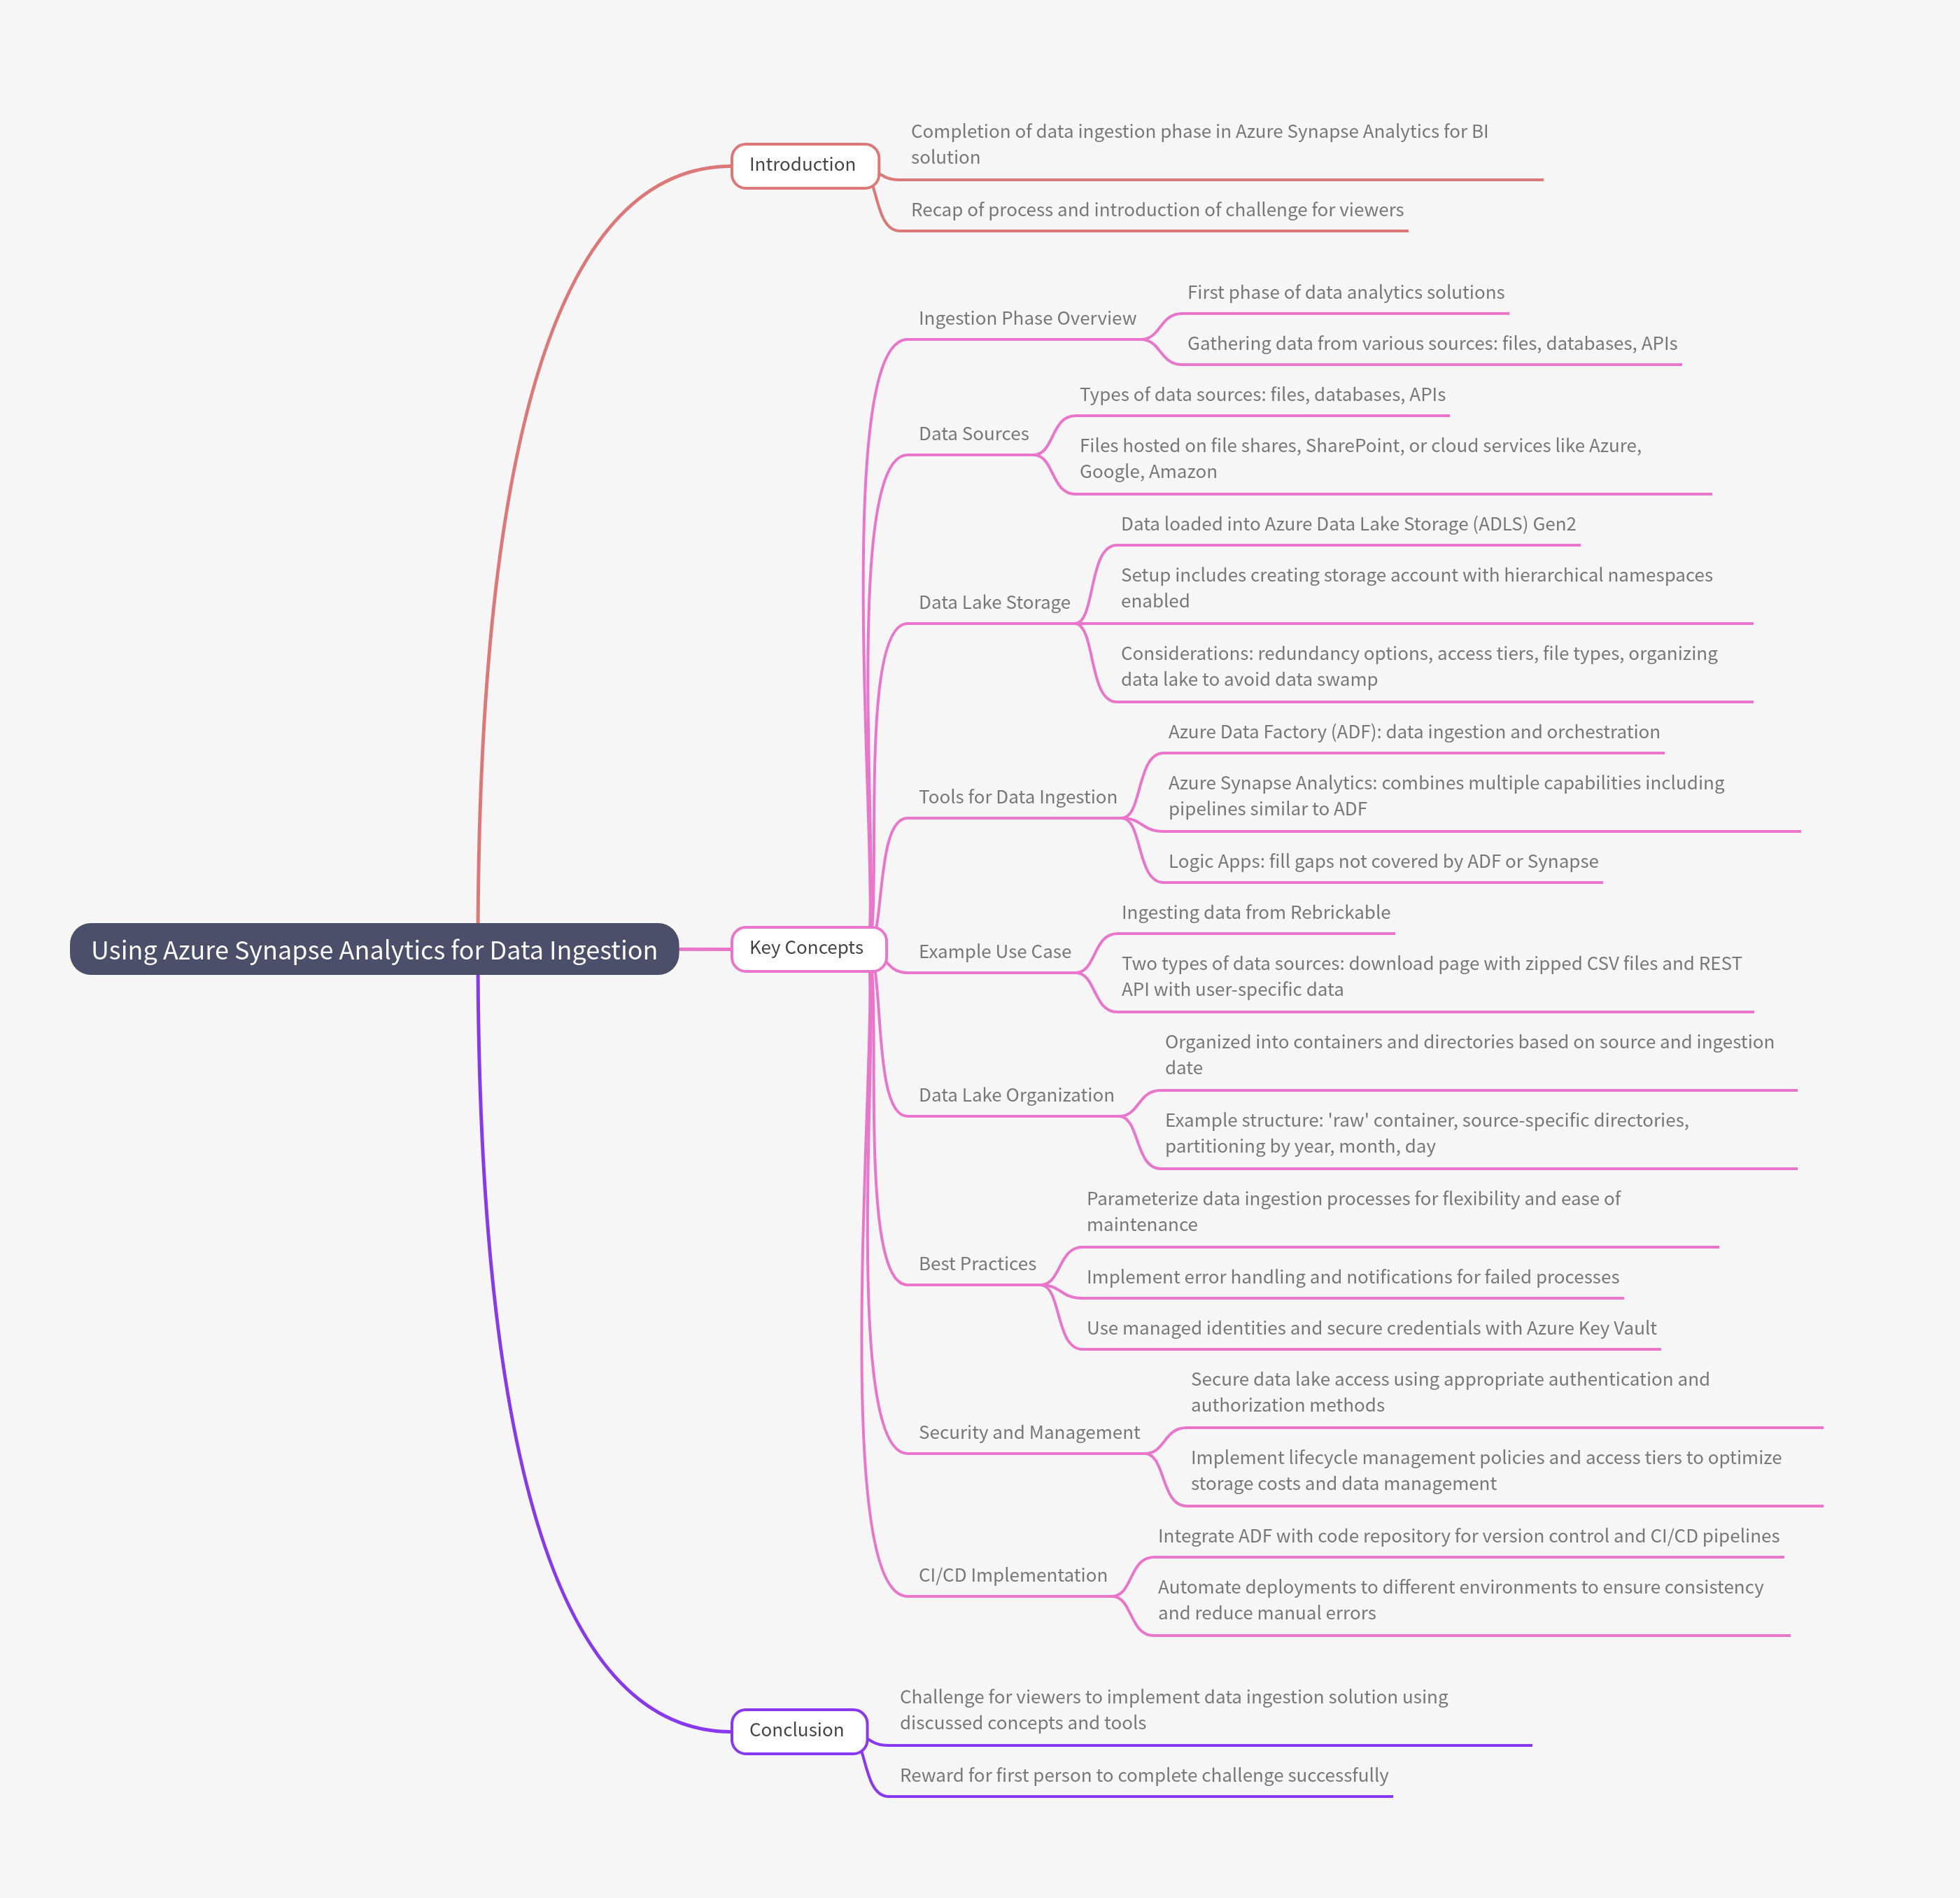 Using Azure Synapse Analytics for Data Ingestion
Introduction
Completion of data ingestion phase in Azure Synapse Analytics for BI
solution
Recap of process and introduction of challenge for viewers
Key Concepts
Ingestion Phase Overview
First phase of data analytics solutions
Gathering data from various sources: files, databases, APIs
Data Sources
Types of data sources: files, databases, APIs
Files hosted on file shares, SharePoint, or cloud services like Azure,
Google, Amazon
Data Lake Storage
Data loaded into Azure Data Lake Storage (ADLS) Gen2
Setup includes creating storage account with hierarchical namespaces
enabled
Considerations: redundancy options, access tiers, file types, organizing
data lake to avoid data swamp
Tools for Data Ingestion
Azure Data Factory (ADF): data ingestion and orchestration
Azure Synapse Analytics: combines multiple capabilities including
pipelines similar to ADF
Logic Apps: fill gaps not covered by ADF or Synapse
Example Use Case
Ingesting data from Rebrickable
Two types of data sources: download page with zipped CSV files and REST
API with user-specific data
Data Lake Organization
Organized into containers and directories based on source and ingestion
date
Example structure: 'raw' container, source-specific directories,
partitioning by year, month, day
Best Practices
Parameterize data ingestion processes for flexibility and ease of
maintenance
Implement error handling and notifications for failed processes
Use managed identities and secure credentials with Azure Key Vault
Security and Management
Secure data lake access using appropriate authentication and
authorization methods
Implement lifecycle management policies and access tiers to optimize
storage costs and data management
CI/CD Implementation
Integrate ADF with code repository for version control and CI/CD pipelines
Automate deployments to different environments to ensure consistency
and reduce manual errors
Conclusion
Challenge for viewers to implement data ingestion solution using
discussed concepts and tools
Reward for first person to complete challenge successfully